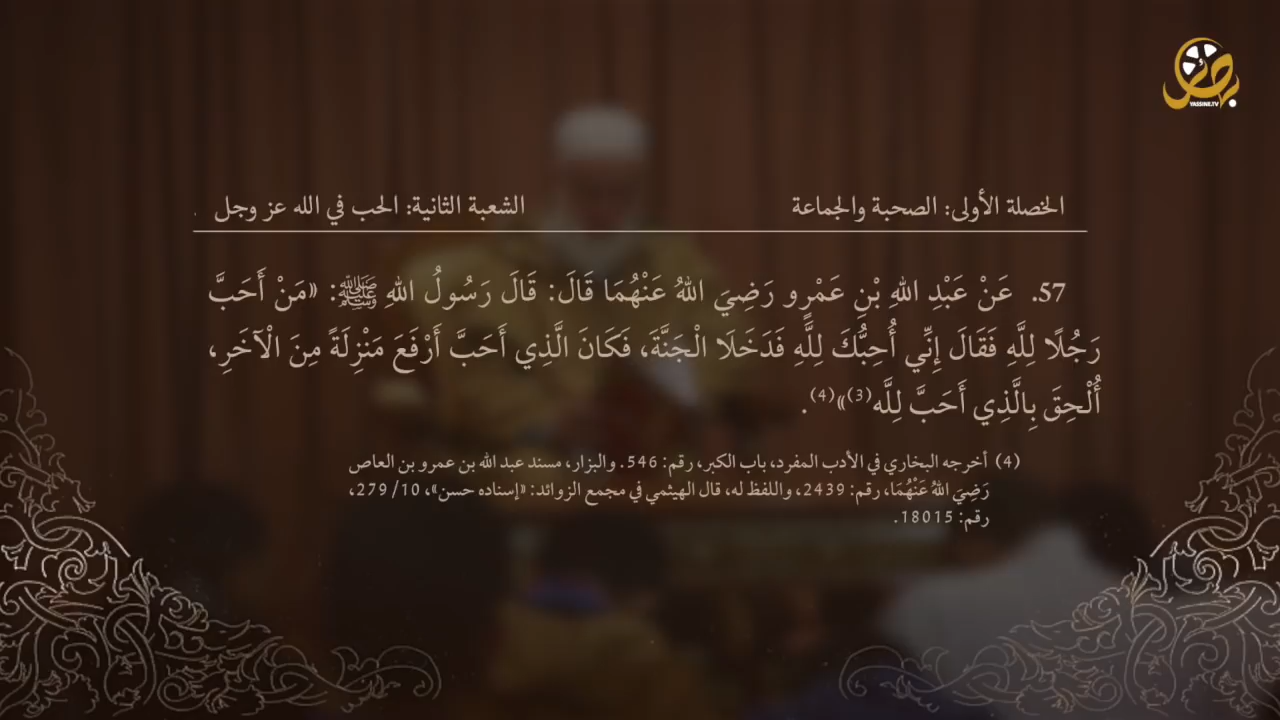 بصائر
YASSINE.TV
الخصلة الأولى: الصحبة والجماعة الشعبة الثانية: الحب في الله عز وجل
57. عَنْ عَبْدِ اللهِ بْنِ عَمْرٍو رَضِيَ اللهُ عَنْهُمَا قَالَ: قَالَ رَسُولُ اللهِ ﷺ: «مَنْ أَحَبَّ
رَجُلًا لِلَّهِ فَقَالَ إِنِّي أُحِبُّكَ لِلَّهِ فَدَخَلَا الْجَنَّةَ، فَكَانَ الَّذِي أَحَبَّ أَرْفَعَ مَنْزِلَةً مِنَ الْآخَرِ،
أُلْحِقَ بِالَّذِي أَحَبَّ لِلَّه(3)»(4).
(4) أخرجه البخاري في الأدب المفرد، باب الكبر، رقم: 546. والبزار، مسند عبد الله بن عمرو بن العاص
رَضِيَ اللهُ عَنْهُمَا، رقم: 2439، واللفظ له، قال الهيثمي في مجمع الزوائد: «إسناده حسن»، 10/ 279،
رقم: 18015.